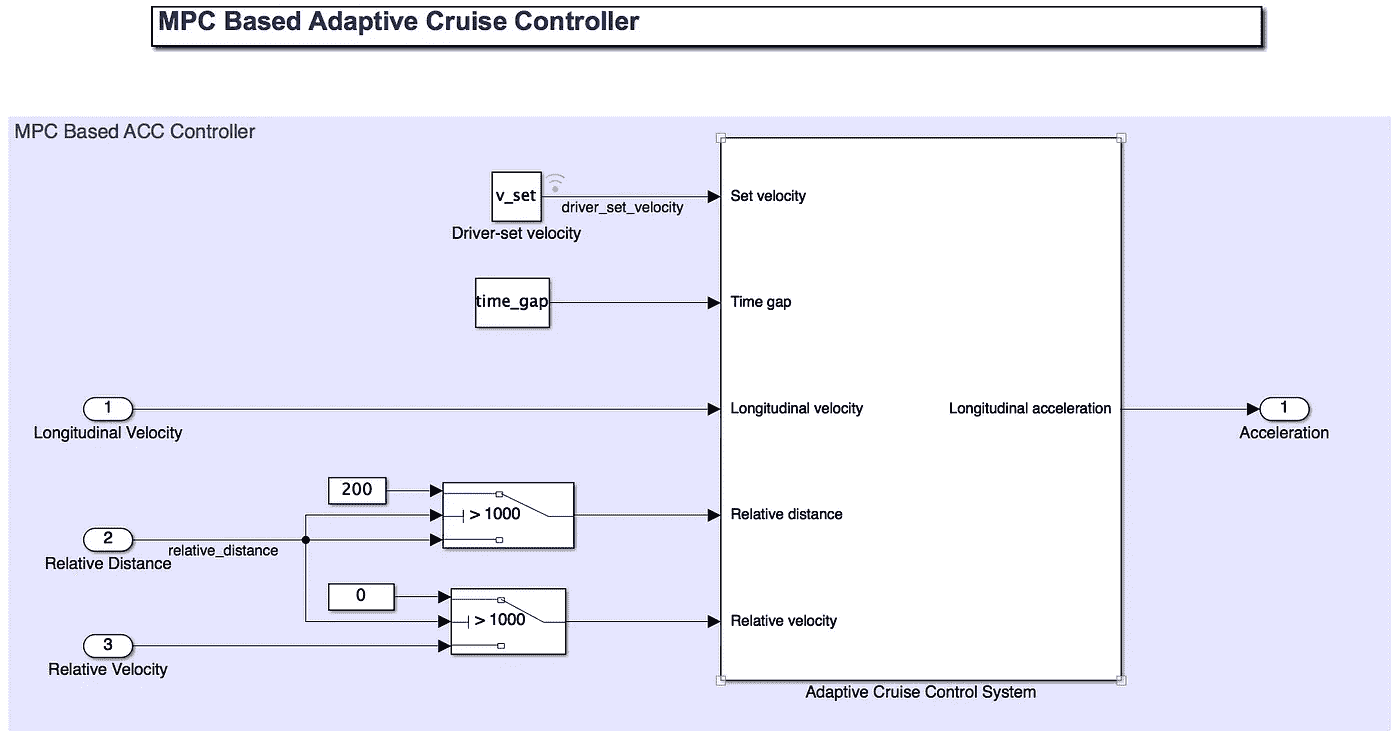 MPC Based Adaptive Cruise Controller
MPC Based ACC Controller
v_set
driver_set_velocity
Driver-set velocity
Set velocity
time_gap
Time gap
1
Longitudinal Velocity
Longitudinal velocity
Longitudinal acceleration
1
Acceleration
200
> 1000
Relative distance
2
relative_distance
Relative Distance
0
> 1000
Relative velocity
3
Relative Velocity
Adaptive Cruise Control System